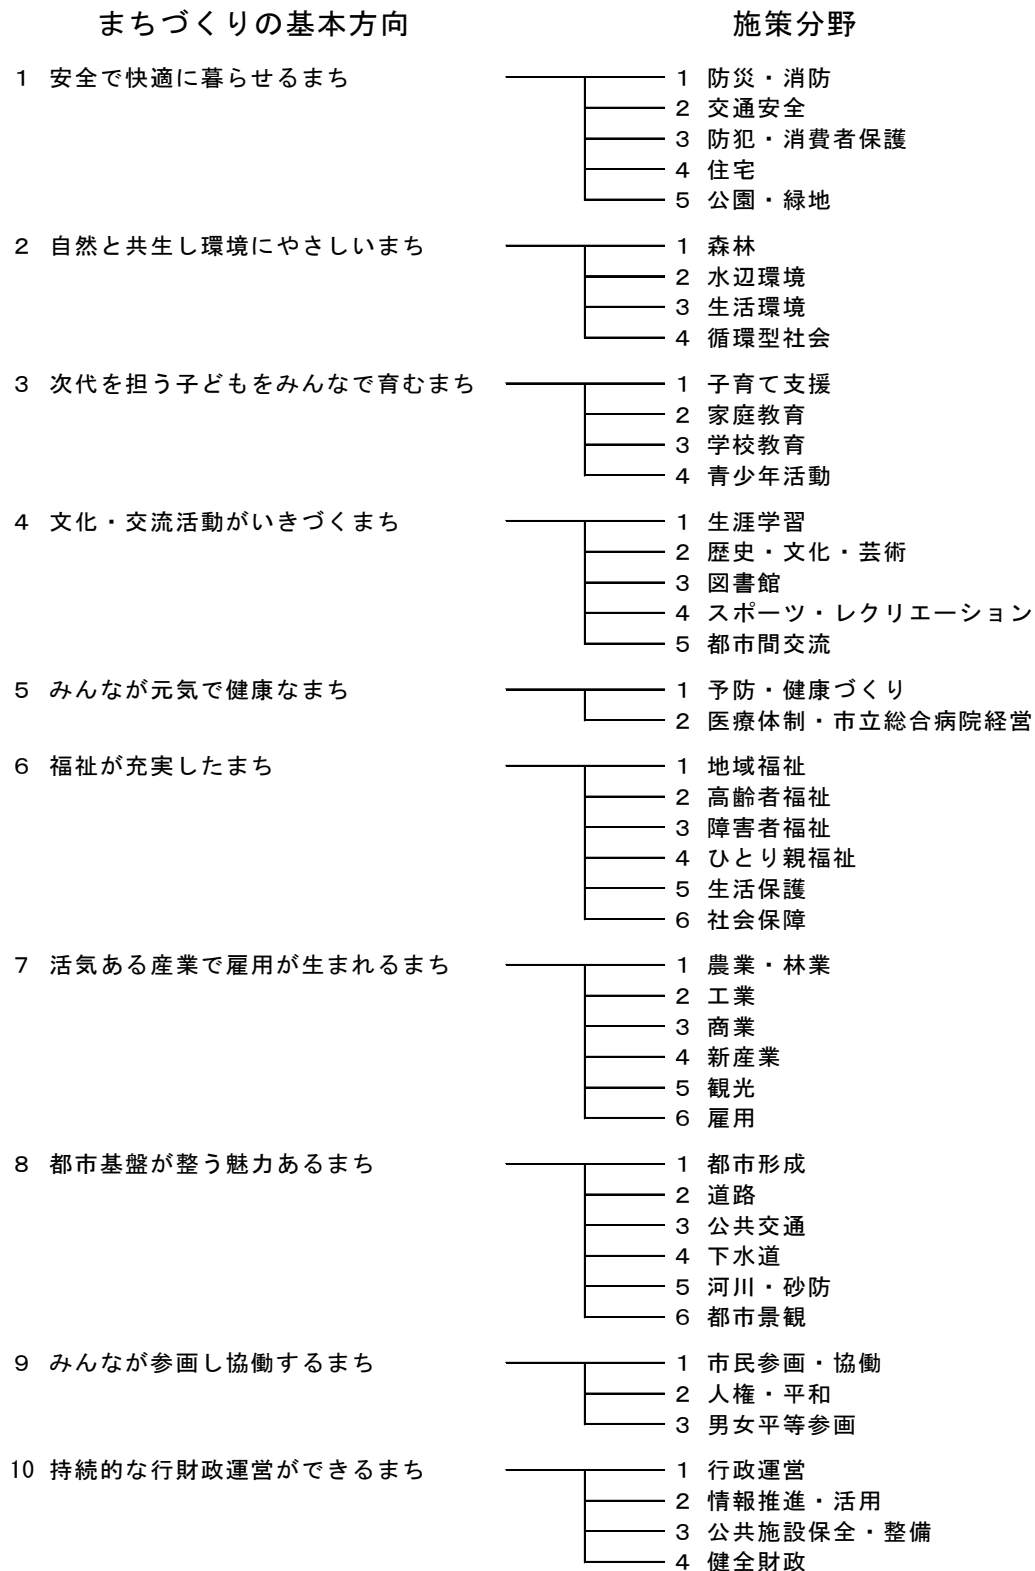 まちづくりの基本方向　施策分野
1 安全で快適に暮らせるまち　1 防災・消防
2 交通安全
3 防犯・消費者保護
4 住宅
5 公園・緑地
2 自然と共生し環境にやさしいまち　1 森林
2 水辺環境
3 生活環境
4 循環型社会
3 次代を担う子どもをみんなで育むまち　1 子育て支援
2 家庭教育
3 学校教育
4 青少年活動
4 文化・交流活動がいきづくまち　1 生涯学習
2 歴史・文化・芸術
3 図書館
4 スポーツ・レクリエーション
5 都市間交流
5 みんなが元気で健康なまち　1 予防・健康づくり
2 医療体制・市立総合病院経営
6 福祉が充実したまち　1 地域福祉
2 高齢者福祉
3 障害者福祉
4 ひとり親福祉
5 生活保護
6 社会保障
7 活気ある産業で雇用が生まれるまち　1 農業・林業
2 工業
3 商業
4 新産業
5 観光
6 雇用
8 都市基盤が整う魅力あるまち　1 都市形成
2 道路
3 公共交通
4 下水道
5 河川・砂防
6 都市景観
9 みんなが参画し協働するまち　1 市民参画・協働
2 人権・平和
3 男女平等参画
10 持続的な行財政運営ができるまち　1 行政運営
2 情報推進・活用
3 公共施設保全・整備
4 健全財政